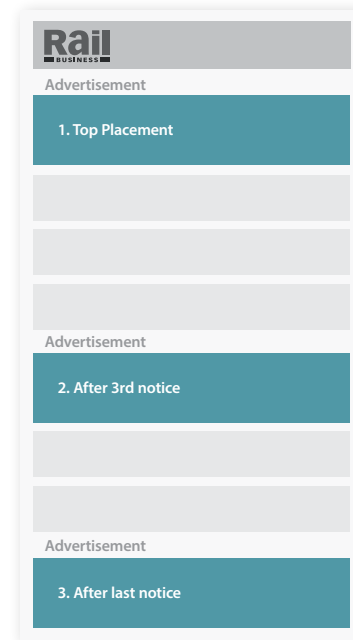 Rail
BUSINESS
Advertisement
1. Top Placement
Advertisement
2. After 3rd notice
Advertisement
3. After last notice